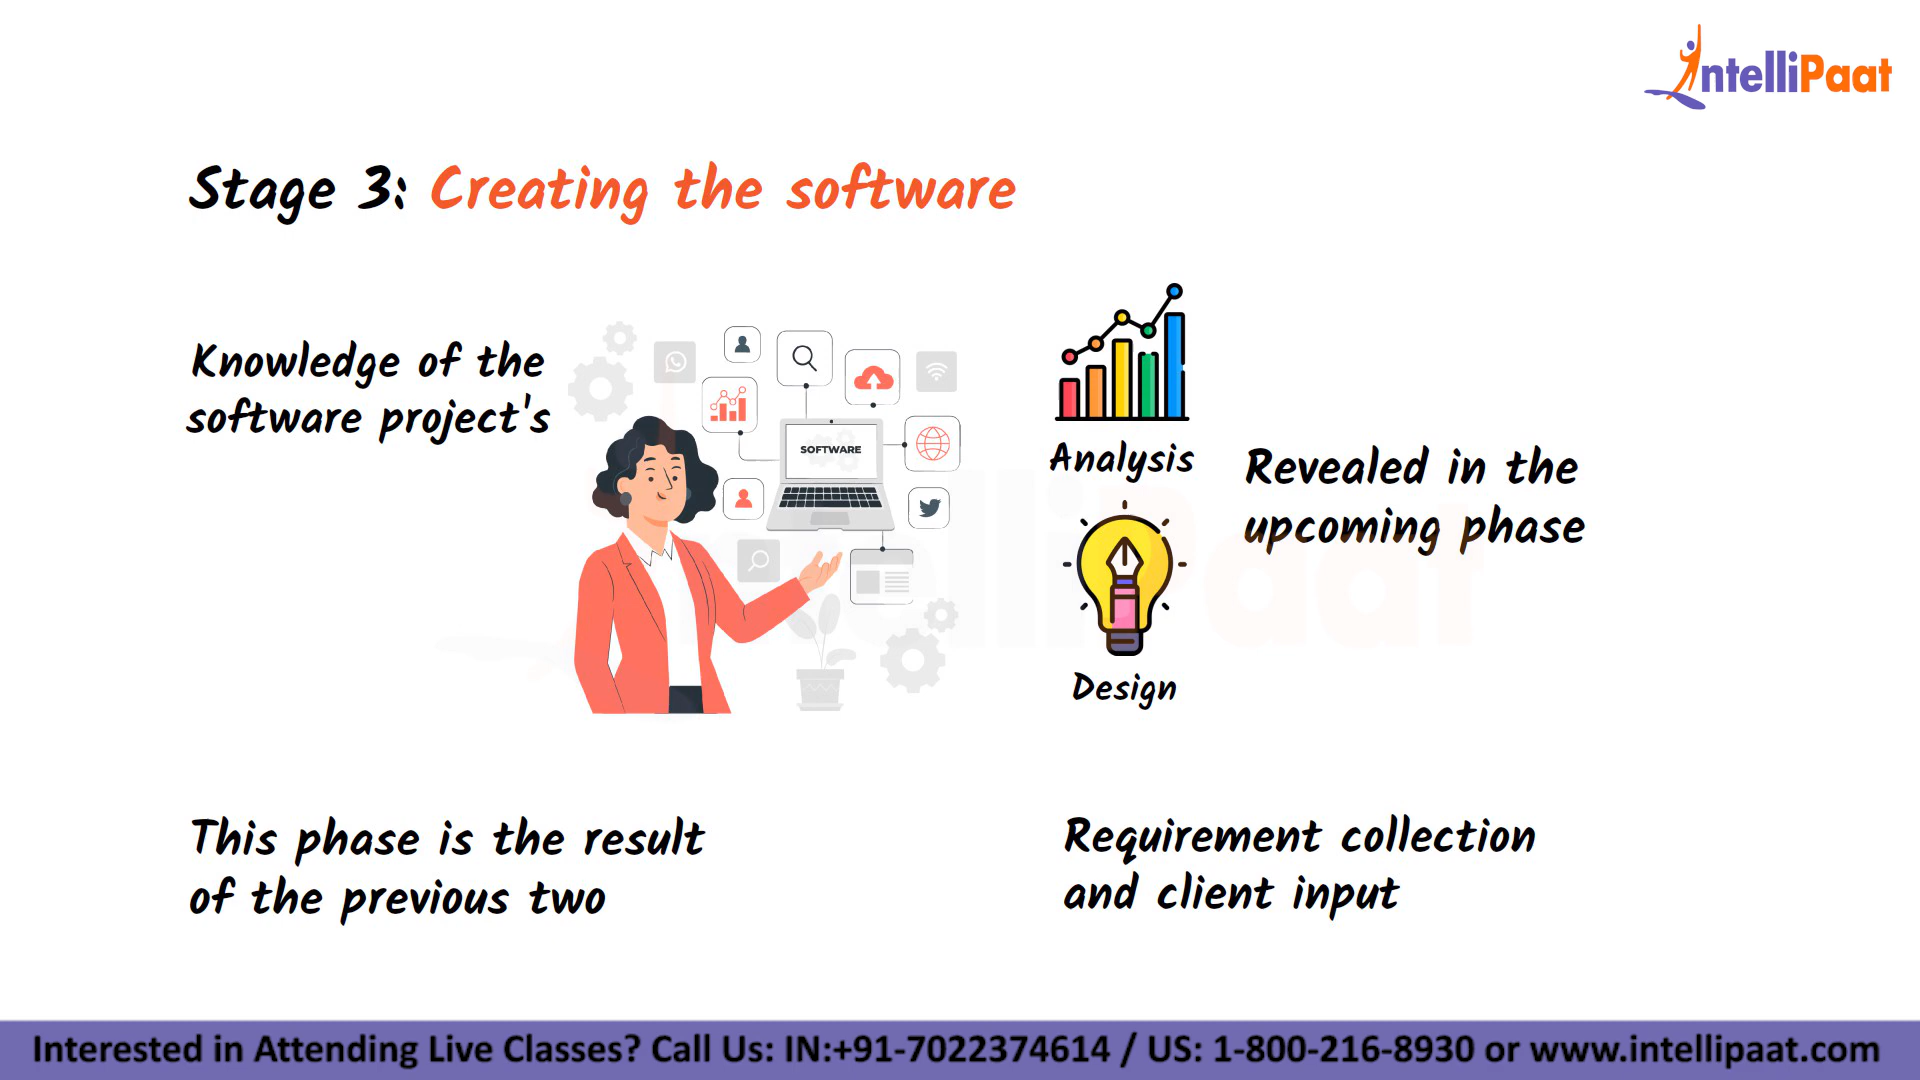 IntelliPaat
Stage 3: Creating the software
Knowledge of the
software project's
SOFTWARE
Analysis
Revealed in the
upcoming phase
Design
This phase is the result
of the previous two
Requirement collection
and client input
Interested in Attending Live Classes? Call Us: IN:+91-7022374614 / US: 1-800-216-8930 or www.intellipaat.com